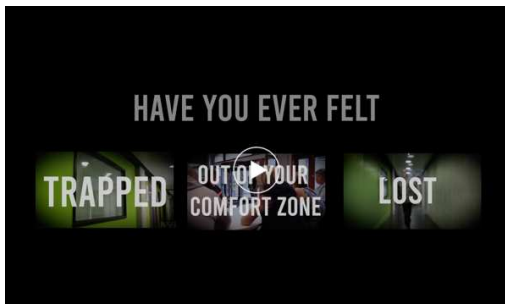 HAVE YOU EVER FELT
TRAPPED
OUT OF YOUR
COMFORT ZONE
LOST